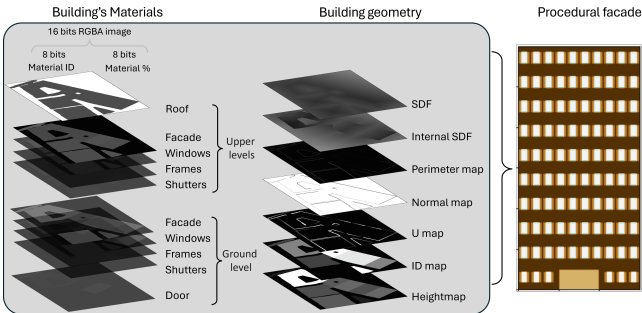 Building's Materials
Building geometry
Procedural facade
16 bits RGBA image
8 bits
Material ID
8 bits
Material %
Roof
Facade
Windows
Frames
Shutters
Upper
levels
Facade
Windows
Frames
Shutters
Door
Ground
level
SDF
Internal SDF
Perimeter map
Normal map
U map
ID map
Heightmap